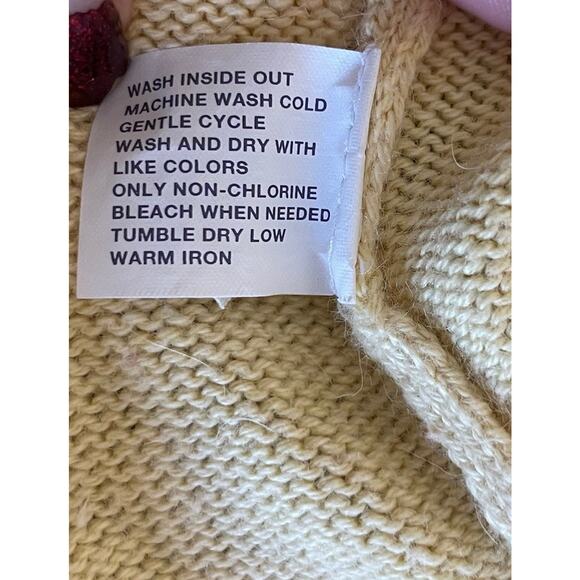 WASH INSIDE OUT
MACHINE WASH COLD
GENTLE CYCLE
WASH AND DRY WITH
LIKE COLORS
ONLY NON-CHLORINE
BLEACH WHEN NEEDED
TUMBLE DRY LOW
WARM IRON